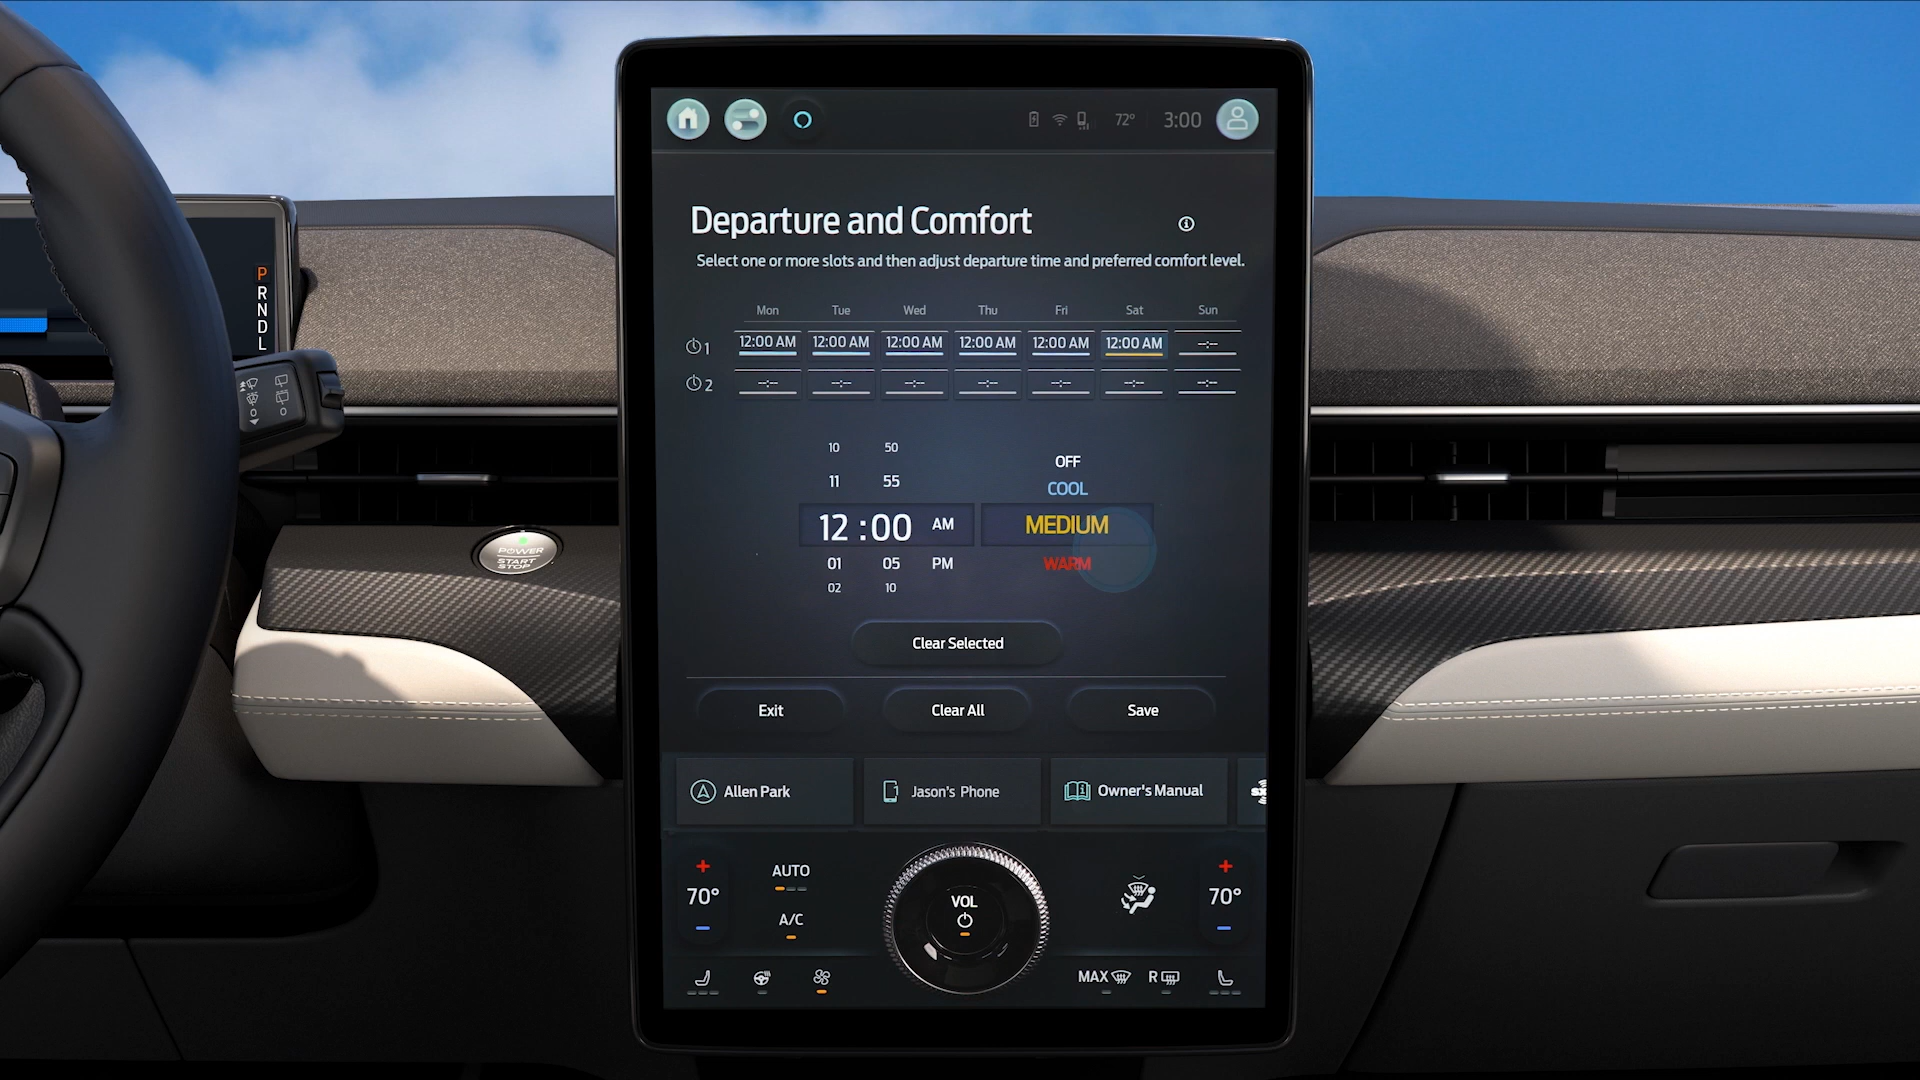 72° 3:00
Departure and Comfort
Select one or more slots and then adjust departure time and preferred comfort level.
Mon Tue Wed Thu Fri Sat Sun
1 12:00 AM 12:00 AM 12:00 AM 12:00 AM 12:00 AM 12:00 AM --:--
2 --:-- --:-- --:-- --:-- --:-- --:-- --:--
10 50
11 55
12 : 00 AM
01 05 PM
02 10
OFF
COOL
MEDIUM
WARM
Clear Selected
Exit Clear All Save
Allen Park Jason's Phone Owner's Manual
70° AUTO
A/C
VOL
70°
MAX R
P
R
N
D
L
POWER
START
STOP